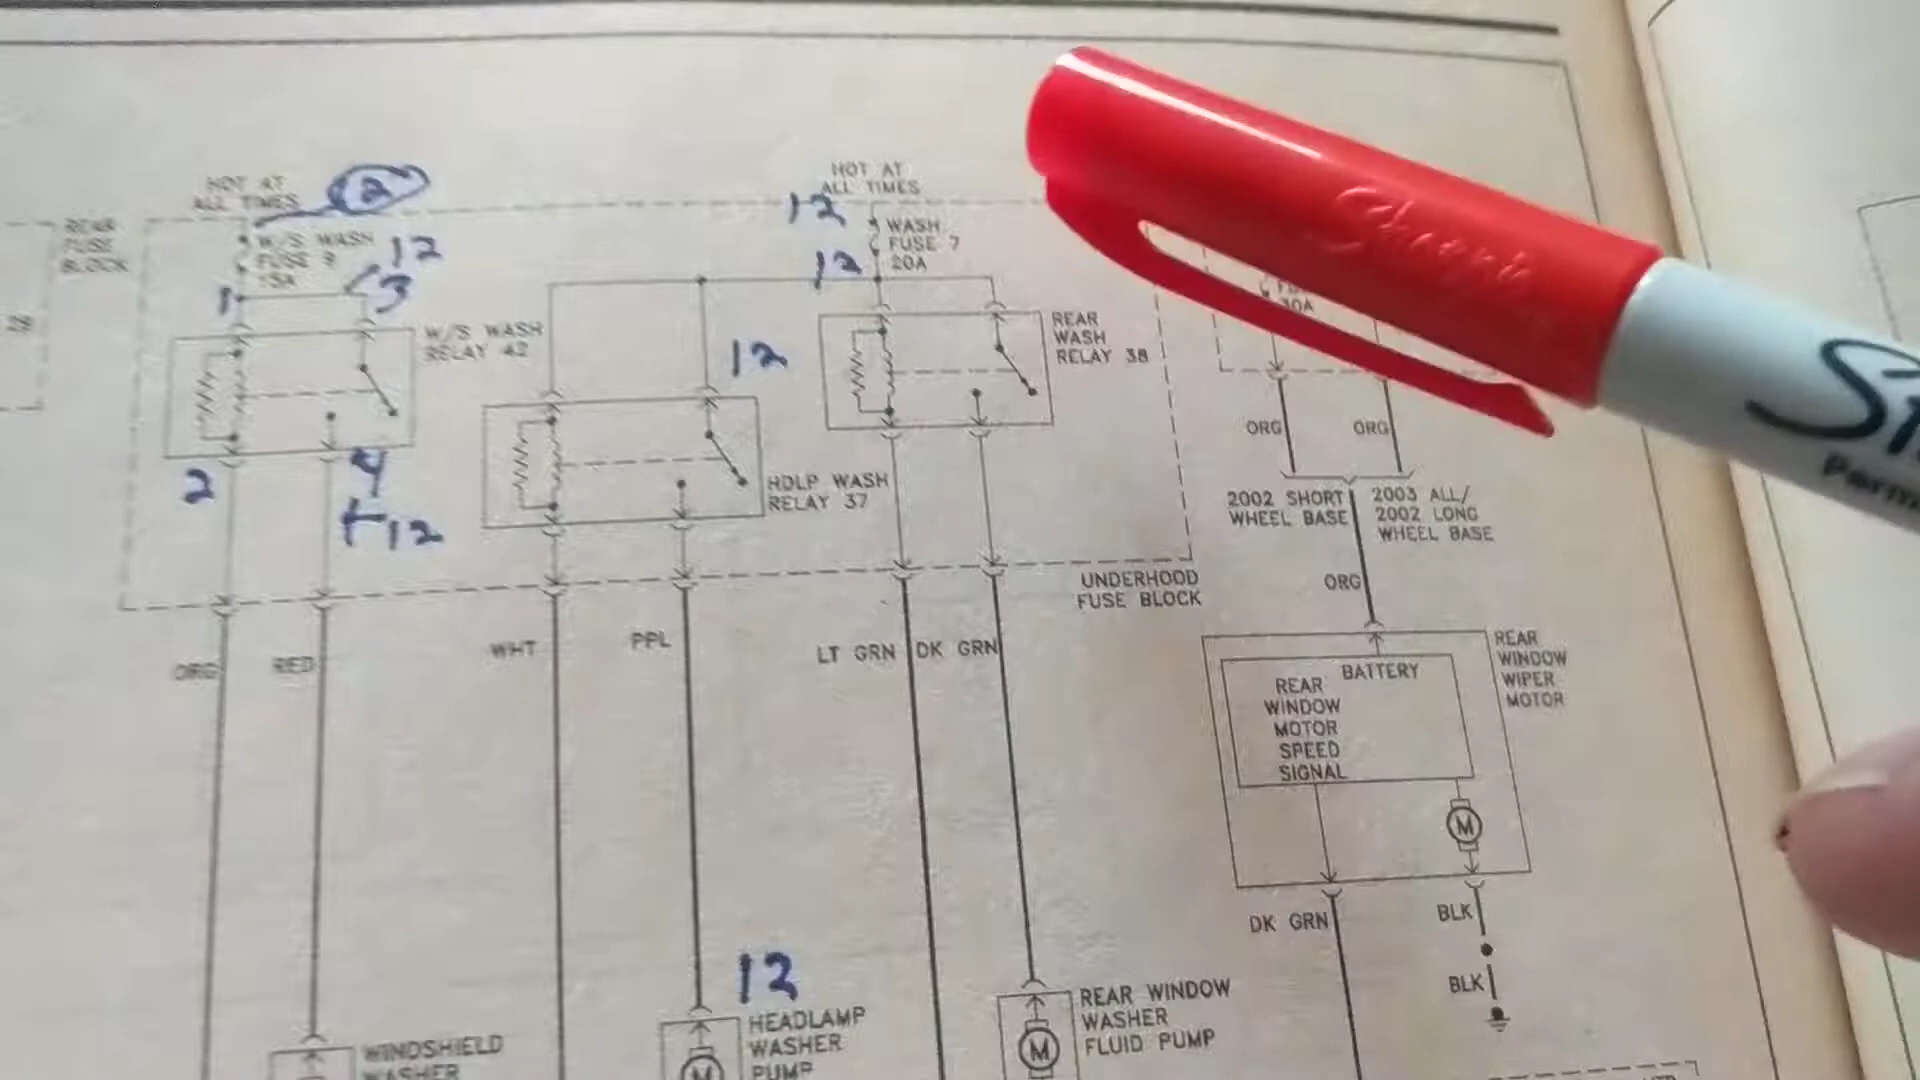 HOT AT
ALL TIMES
2
REAR
FUSE
BLOCK
W/S WASH
FUSE 9
15A
12
1
3
W/S WASH
RELAY 42
2
4
12
HOT AT
ALL TIMES
12
WASH
FUSE 7
20A
12
12
HDLP WASH
RELAY 37
REAR
WASH
RELAY 38
30A
ORG
ORG
2002 SHORT
WHEEL BASE
2003 ALL/
2002 LONG
WHEEL BASE
ORG
UNDERHOOD
FUSE BLOCK
ORG
RED
WHT
PPL
LT GRN
DK GRN
BATTERY
REAR
WINDOW
MOTOR
SPEED
SIGNAL
M
REAR
WINDOW
WIPER
MOTOR
DK GRN
BLK
BLK
WINDSHIELD
WASHER
12
HEADLAMP
WASHER
PUMP
M
REAR WINDOW
WASHER
FLUID PUMP
M
Sharpie